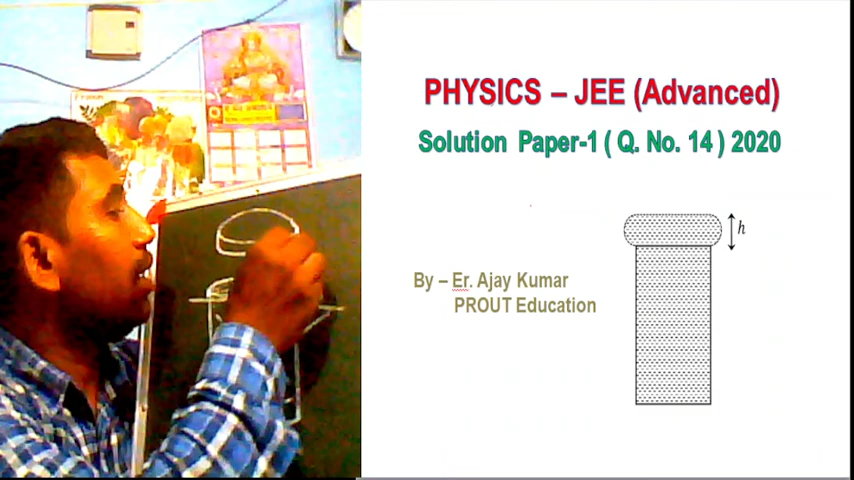 PHYSICS – JEE (Advanced)
Solution Paper-1 ( Q. No. 14 ) 2020
h
By – Er. Ajay Kumar
PROUT Education